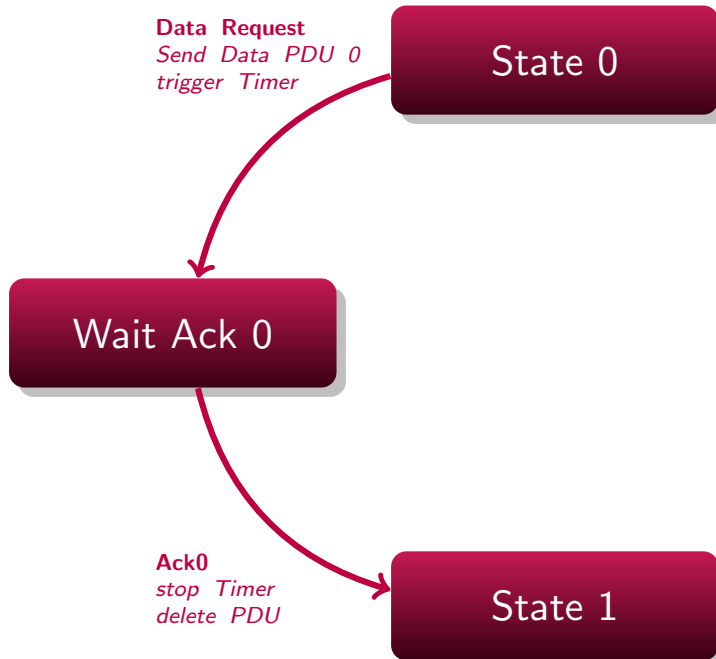 Data Request
Send Data PDU 0
trigger Timer
State 0
Wait Ack 0
Ack0
stop Timer
delete PDU
State 1